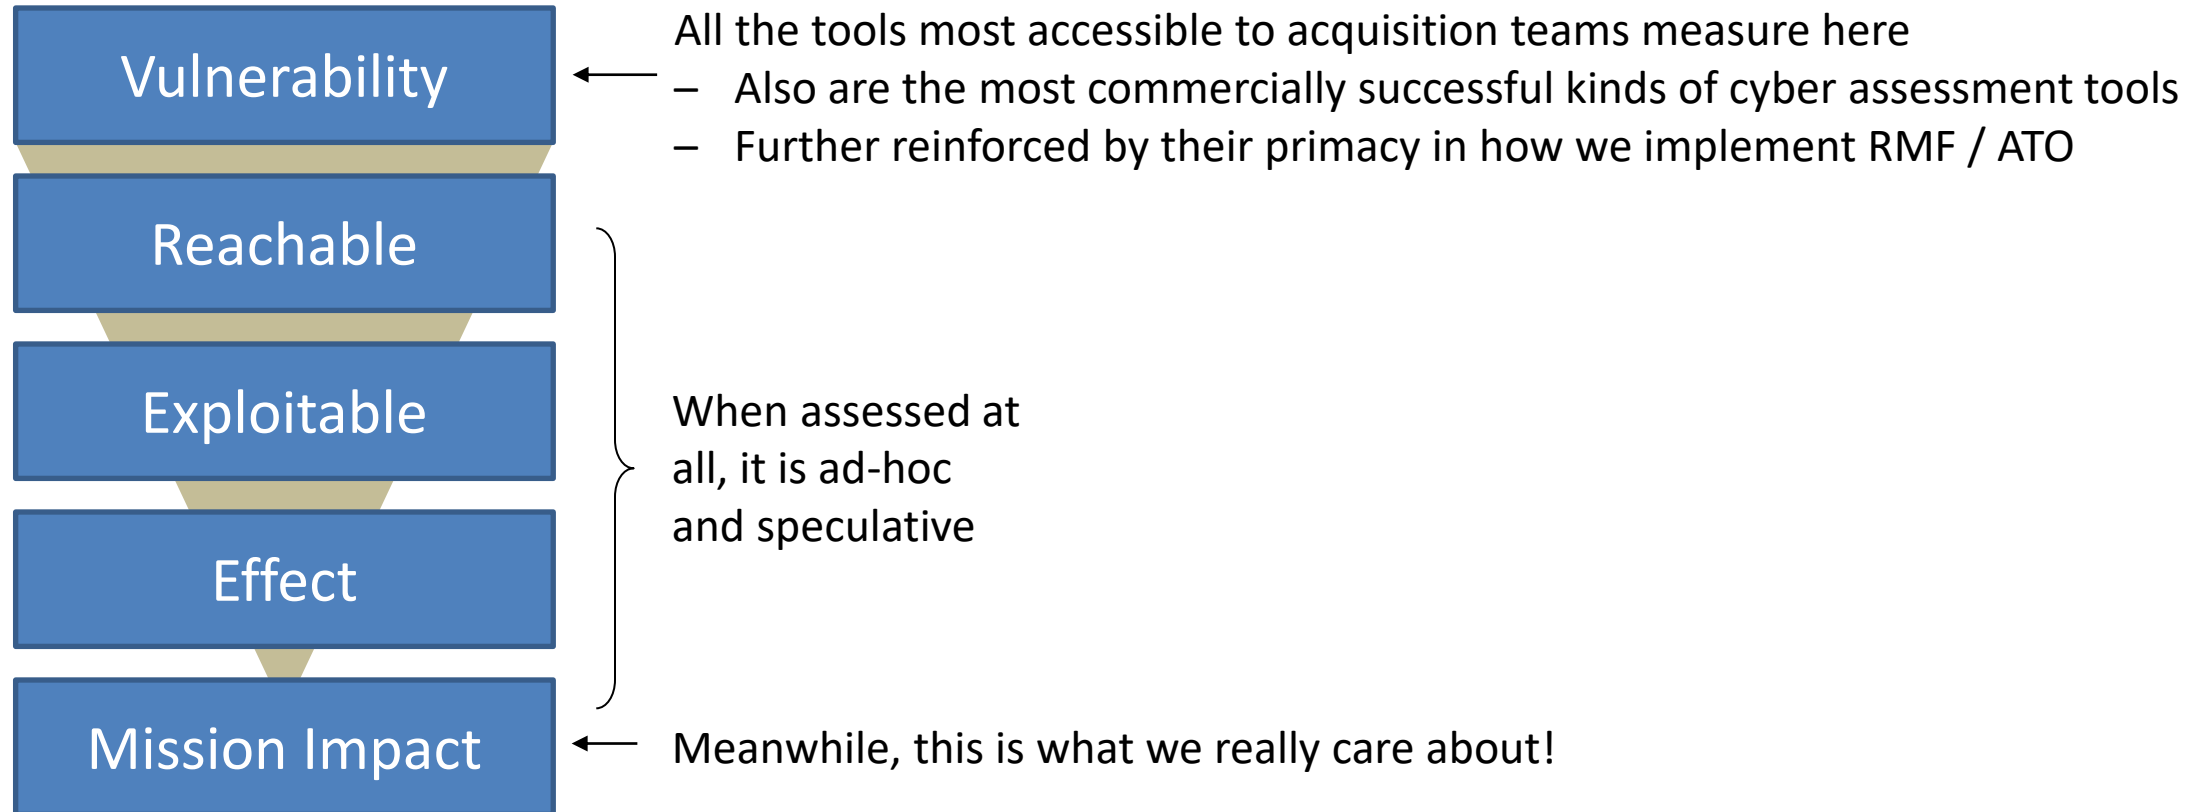 Vulnerability
All the tools most accessible to acquisition teams measure here
– Also are the most commercially successful kinds of cyber assessment tools
– Further reinforced by their primacy in how we implement RMF / ATO
Reachable
Exploitable
When assessed at
all, it is ad-hoc
and speculative
Effect
Mission Impact
Meanwhile, this is what we really care about!